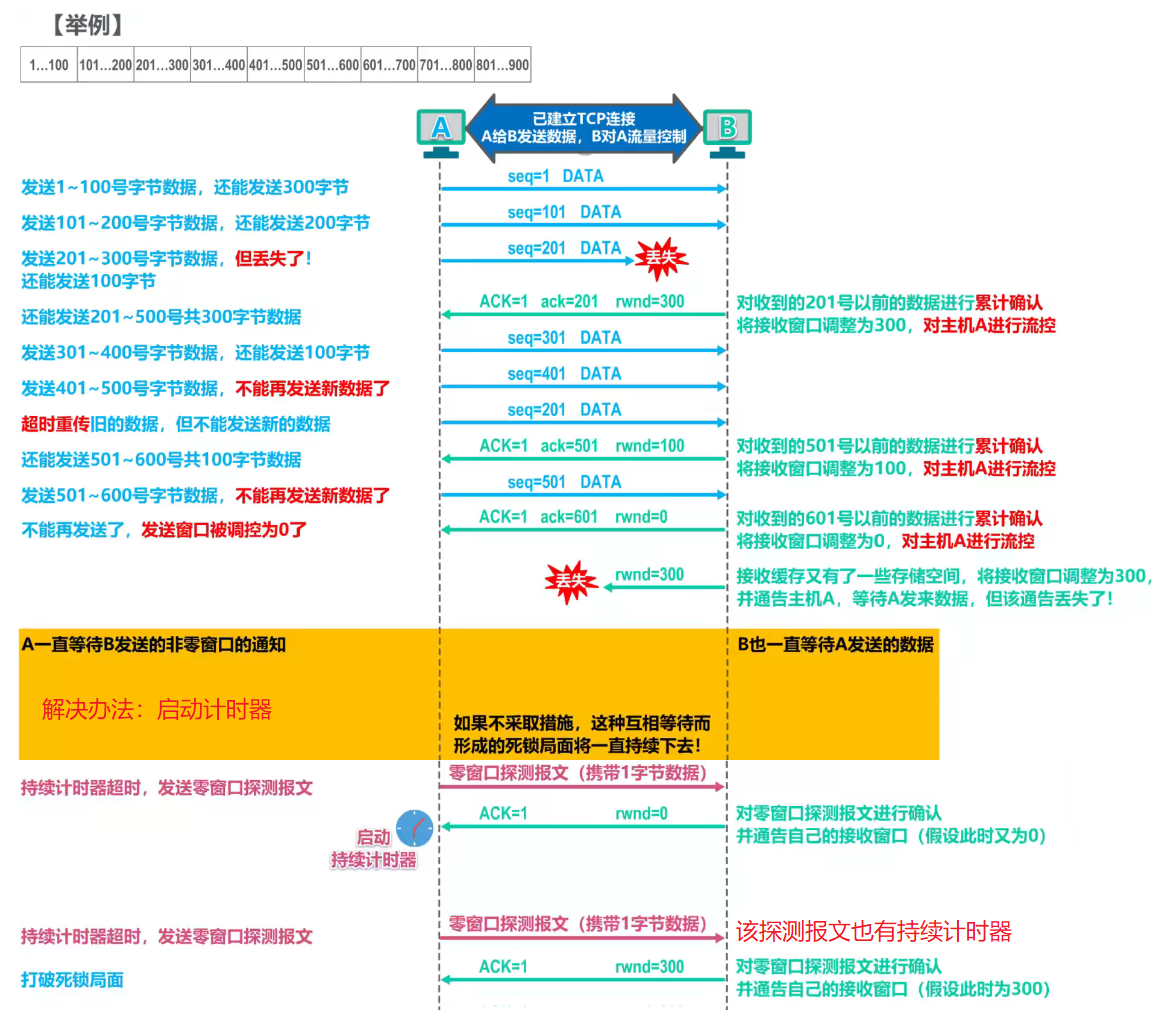 【举例】
1…100 101…200 201…300 301…400 401…500 501…600 601…700 701…800 801…900
A
已建立TCP连接
A给B发送数据，B对A流量控制
B
发送1~100号字节数据，还能发送300字节
seq=1 DATA
发送101~200号字节数据，还能发送200字节
seq=101 DATA
发送201~300号字节数据，但丢失了！
还能发送100字节
seq=201 DATA
丢失
ACK=1 ack=201 rwnd=300
对收到的201号以前的数据进行累计确认
将接收窗口调整为300，对主机A进行流控
还能发送201~500号共300字节数据
seq=301 DATA
发送301~400号字节数据，还能发送100字节
seq=401 DATA
发送401~500号字节数据，不能再发送新数据了
seq=201 DATA
超时重传旧的数据，但不能发送新的数据
ACK=1 ack=501 rwnd=100
对收到的501号以前的数据进行累计确认
将接收窗口调整为100，对主机A进行流控
还能发送501~600号共100字节数据
seq=501 DATA
发送501~600号字节数据，不能再发送新数据了
ACK=1 ack=601 rwnd=0
对收到的601号以前的数据进行累计确认
将接收窗口调整为0，对主机A进行流控
不能再发送了，发送窗口被调控为0了
丢失
rwnd=300
接收缓存又有了一些存储空间，将接收窗口调整为300，
并通告主机A，等待A发来数据，但该通告丢失了！
A一直等待B发送的非零窗口的通知
B也一直等待A发送的数据
解决办法：启动计时器
如果不采取措施，这种互相等待而
形成的死锁局面将一直持续下去！
持续计时器超时，发送零窗口探测报文
零窗口探测报文（携带1字节数据）
ACK=1 rwnd=0
对零窗口探测报文进行确认
并通告自己的接收窗口（假设此时又为0）
启动
持续计时器
持续计时器超时，发送零窗口探测报文
零窗口探测报文（携带1字节数据）
该探测报文也有持续计时器
打破死锁局面
ACK=1 rwnd=300
对零窗口探测报文进行确认
并通告自己的接收窗口（假设此时为300）